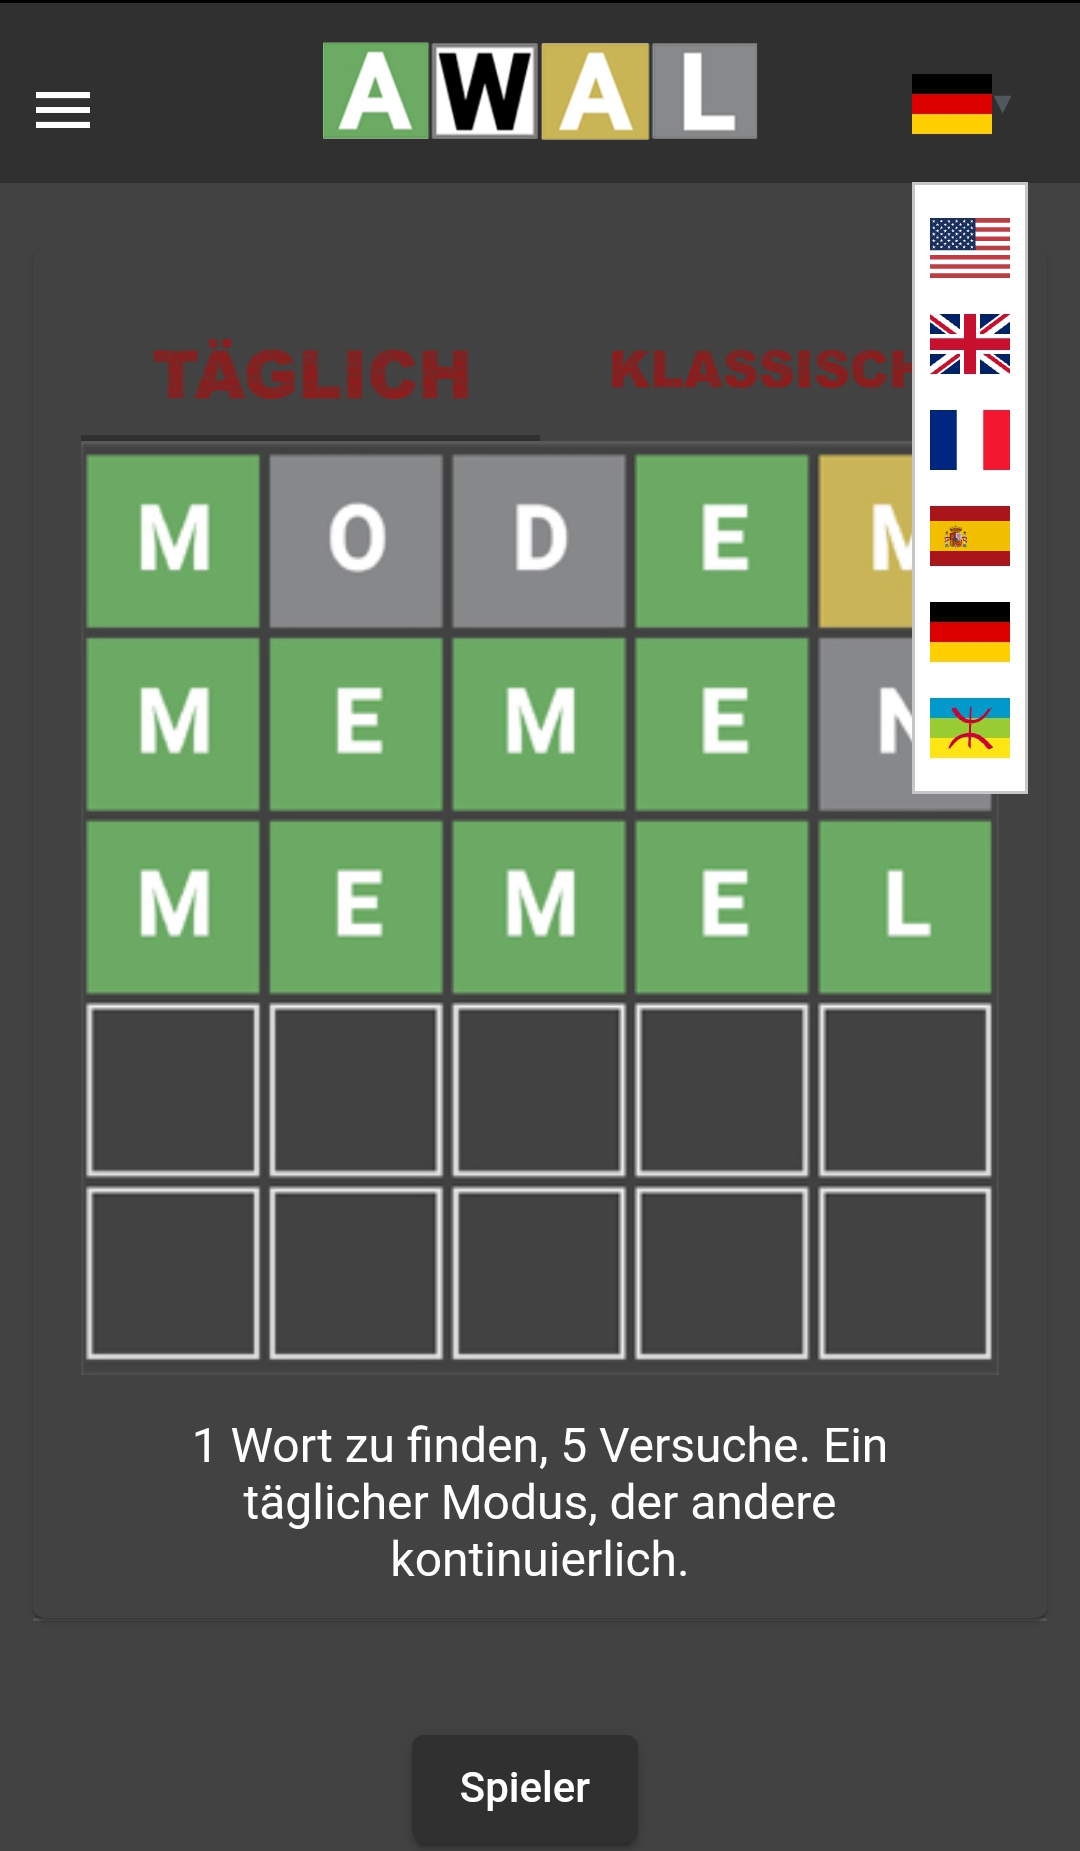 AWAL
TÄGLICH KLASSISCH
M O D E M
M E M E N
M E M E L
1 Wort zu finden, 5 Versuche. Ein
täglicher Modus, der andere
kontinuierlich.
Spieler